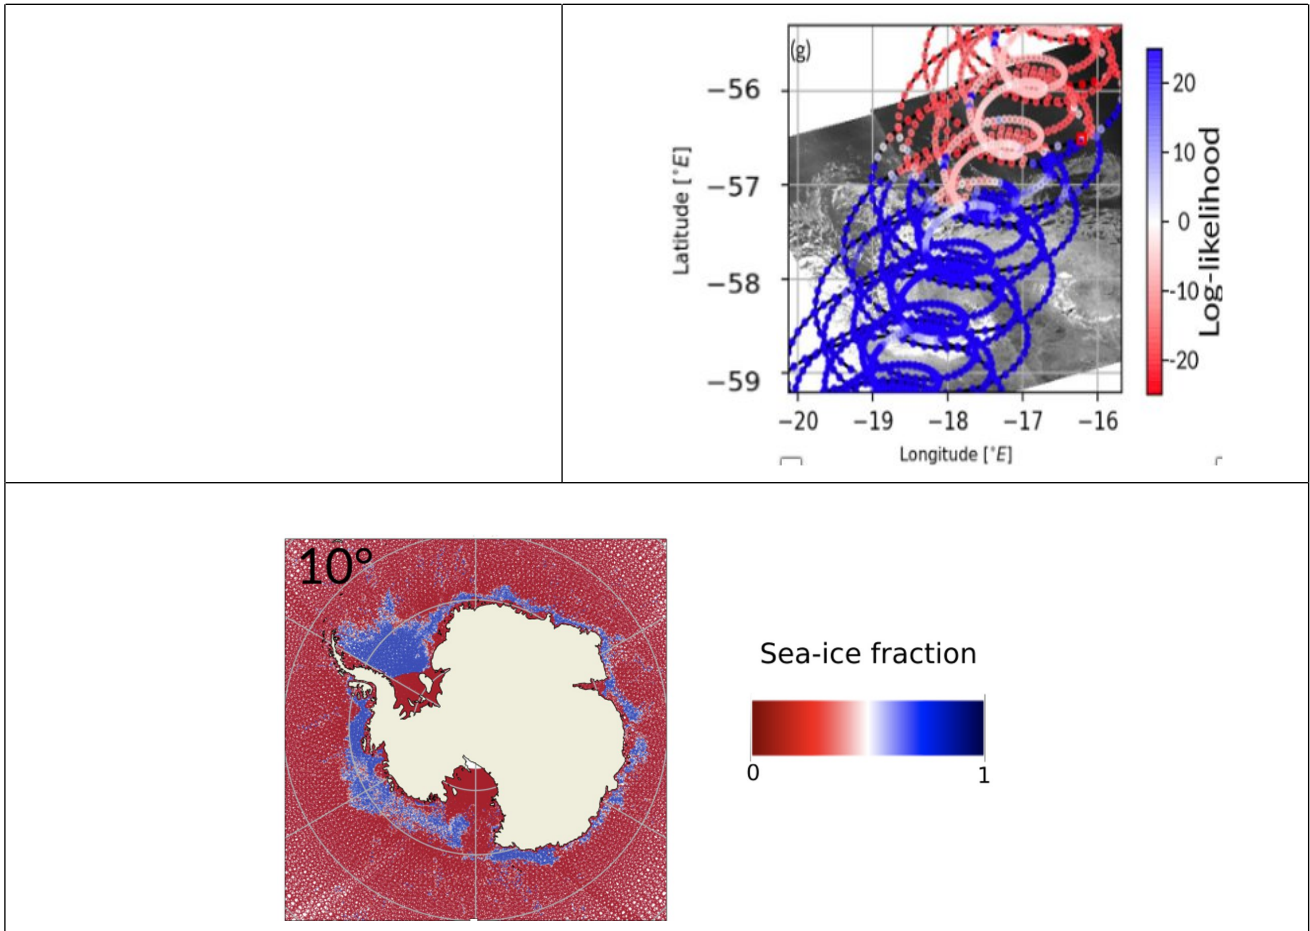 (g)
−56
−57
−58
−59
Latitude [°E]
−20 −19 −18 −17 −16
Longitude [°E]
20
10
0
-10
-20
Log-likelihood
10°
Sea-ice fraction
0 1